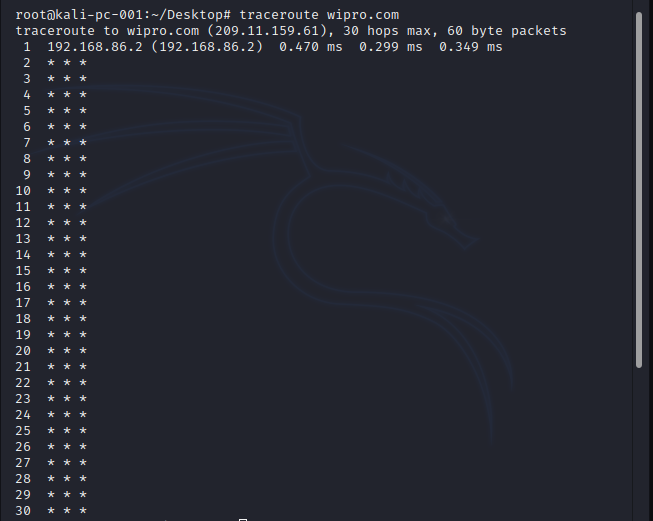 root@kali-pc-001:~/Desktop# traceroute wipro.com
traceroute to wipro.com (209.11.159.61), 30 hops max, 60 byte packets
1 192.168.86.2 (192.168.86.2) 0.470 ms 0.299 ms 0.349 ms
2 * * *
3 * * *
4 * * *
5 * * *
6 * * *
7 * * *
8 * * *
9 * * *
10 * * *
11 * * *
12 * * *
13 * * *
14 * * *
15 * * *
16 * * *
17 * * *
18 * * *
19 * * *
20 * * *
21 * * *
22 * * *
23 * * *
24 * * *
25 * * *
26 * * *
27 * * *
28 * * *
29 * * *
30 * * *